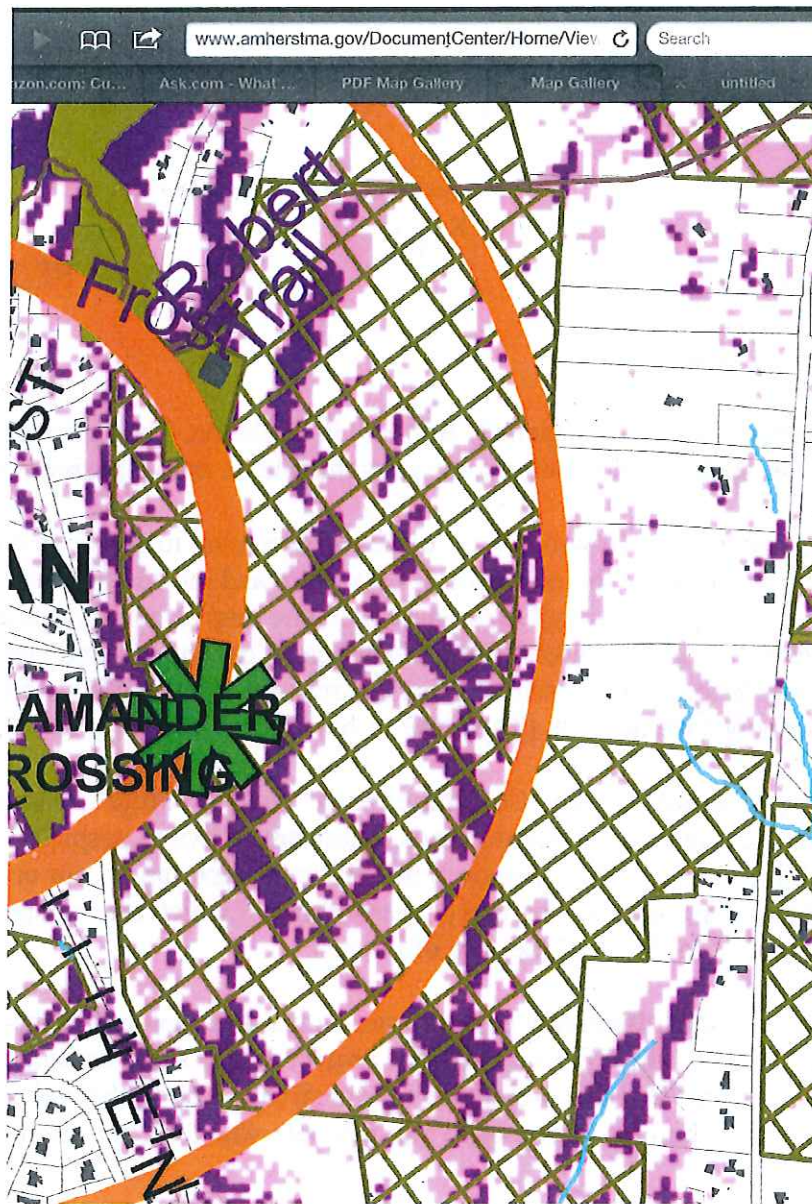 www.amherstma.gov/DocumentCenter/Home/View
Search
azon.com: Cu...
Ask.com - What ...
PDF Map Gallery
Map Gallery
untitled
Robert
Frost Trail
ST
AN
LAMANDER
ROSSING
HEN